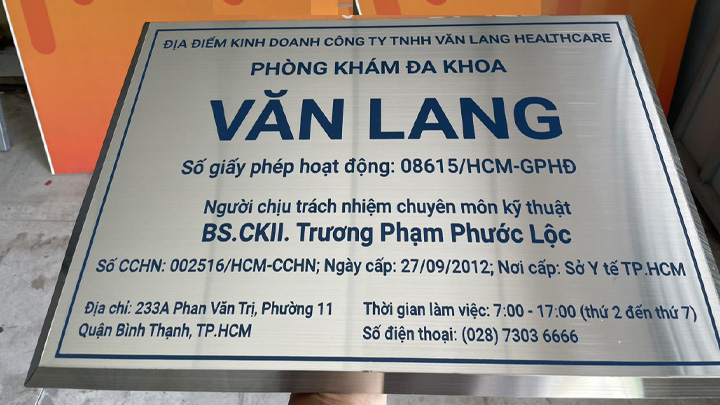 ĐỊA ĐIỂM KINH DOANH CÔNG TY TNHH VĂN LANG HEALTHCARE
PHÒNG KHÁM ĐA KHOA
VĂN LANG
Số giấy phép hoạt động: 08615/HCM-GPHĐ
Người chịu trách nhiệm chuyên môn kỹ thuật
BS.CKII. Trương Phạm Phước Lộc
Số CCHN: 002516/HCM-CCHN; Ngày cấp: 27/09/2012; Nơi cấp: Sở Y tế TP.HCM
Địa chỉ: 233A Phan Văn Trị, Phường 11
Quận Bình Thạnh, TP.HCM
Thời gian làm việc: 7:00 - 17:00 (thứ 2 đến thứ 7)
Số điện thoại: (028) 7303 6666